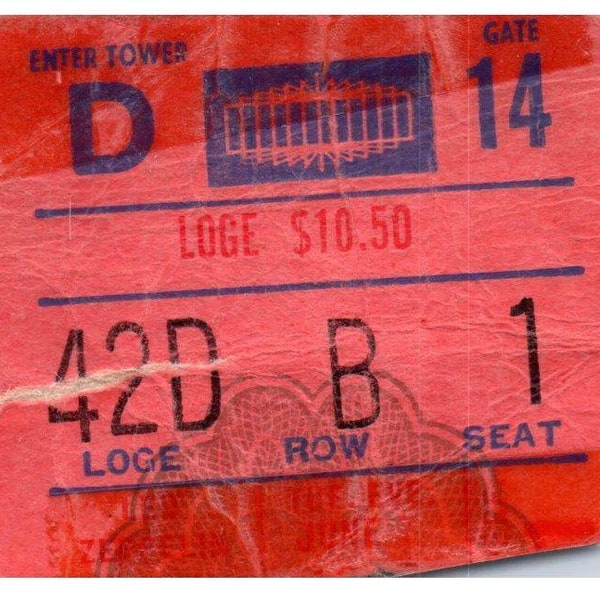 ENTER TOWER
D
GATE
14
LOGE $10.50
42D B 1
LOGE ROW SEAT